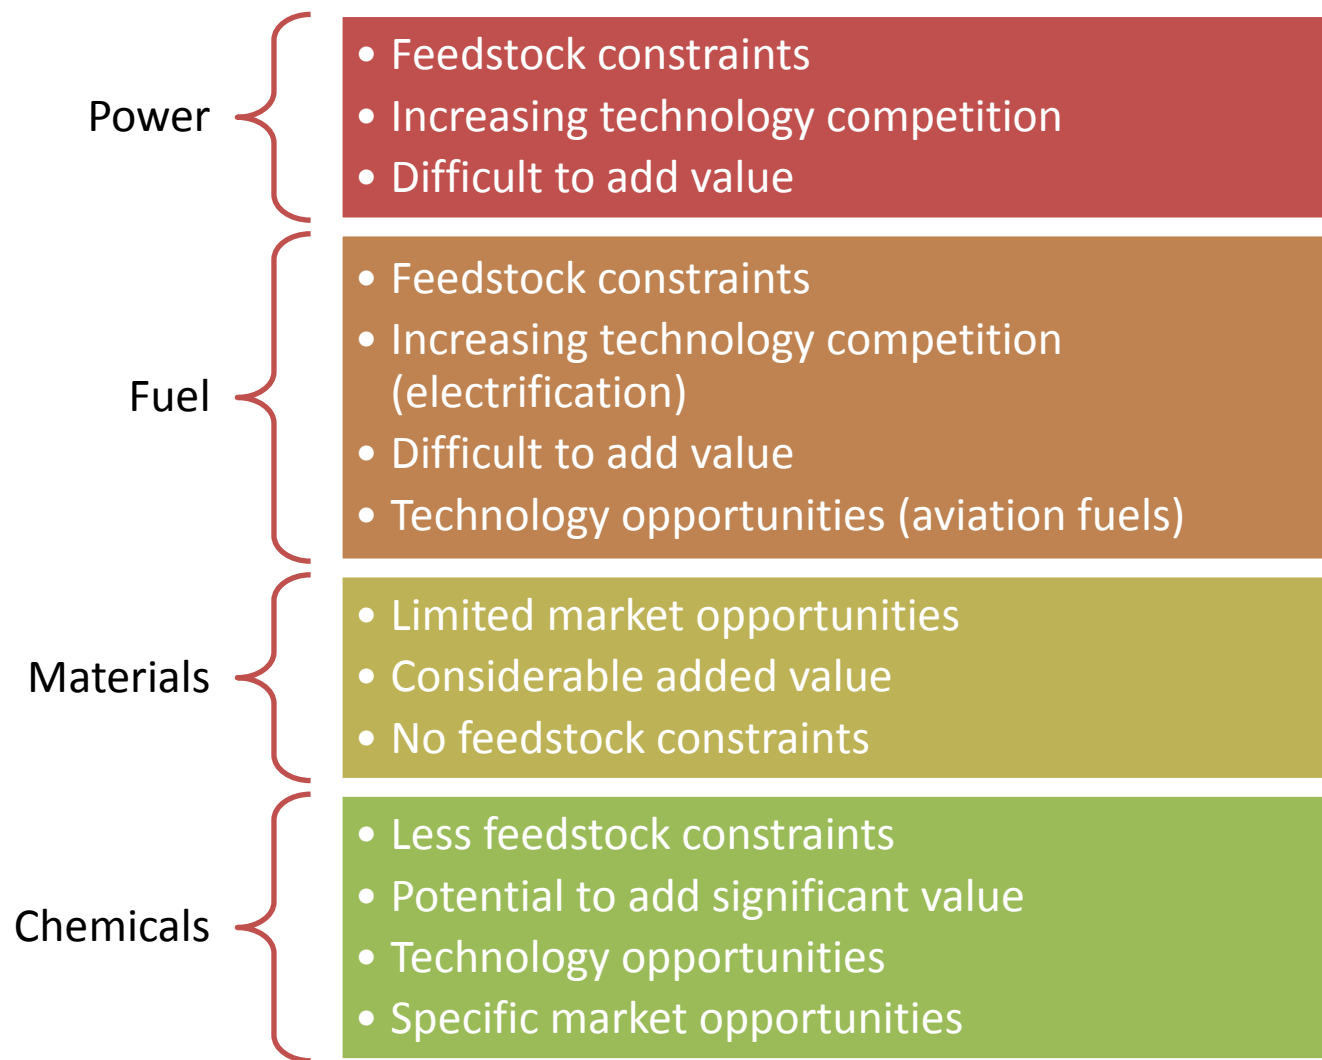 Power
• Feedstock constraints
• Increasing technology competition
• Difficult to add value
Fuel
• Feedstock constraints
• Increasing technology competition
(electrification)
• Difficult to add value
• Technology opportunities (aviation fuels)
Materials
• Limited market opportunities
• Considerable added value
• No feedstock constraints
Chemicals
• Less feedstock constraints
• Potential to add significant value
• Technology opportunities
• Specific market opportunities